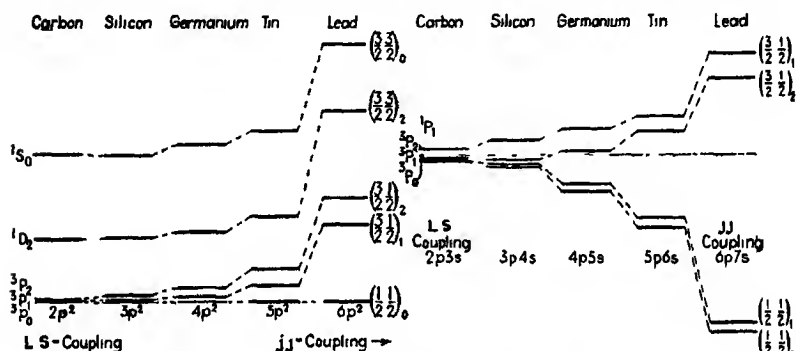 Carbon Silicon Germanium Tin Lead
(3/2 3/2)0
(3/2 3/2)2
(3/2 1/2)2
(3/2 1/2)1
(1/2 1/2)0
¹S₀
¹D₂
³P₂
³P₁
³P₀
2p² 3p² 4p² 5p² 6p²
LS-Coupling jj-Coupling →
Carbon Silicon Germanium Tin Lead
(3/2 1/2)1
(3/2 1/2)2
¹P₁
³P₂
³P₁
³P₀
LS Coupling
JJ Coupling
2p3s 3p4s 4p5s 5p6s 6p7s
(1/2 1/2)1
(1/2 1/2)